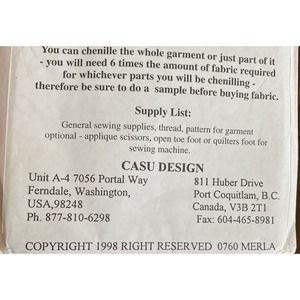 You can chenille the whole garment or just part of it
- you will need 6 times the amount of fabric required
for whichever parts you will be chenilling -
therefore be sure to do a sample before buying fabric.
Supply List:
General sewing supplies, thread, pattern for garment
optional - applique scissors, open toe foot or quilters foot for
sewing machine.
CASU DESIGN
Unit A-4 7056 Portal Way
Ferndale, Washington,
USA,98248
Ph. 877-810-6298
811 Huber Drive
Port Coquitlam, B.C.
Canada, V3B 2T1
Fax: 604-465-8981
COPYRIGHT 1998 RIGHT RESERVED 0760 MERLA